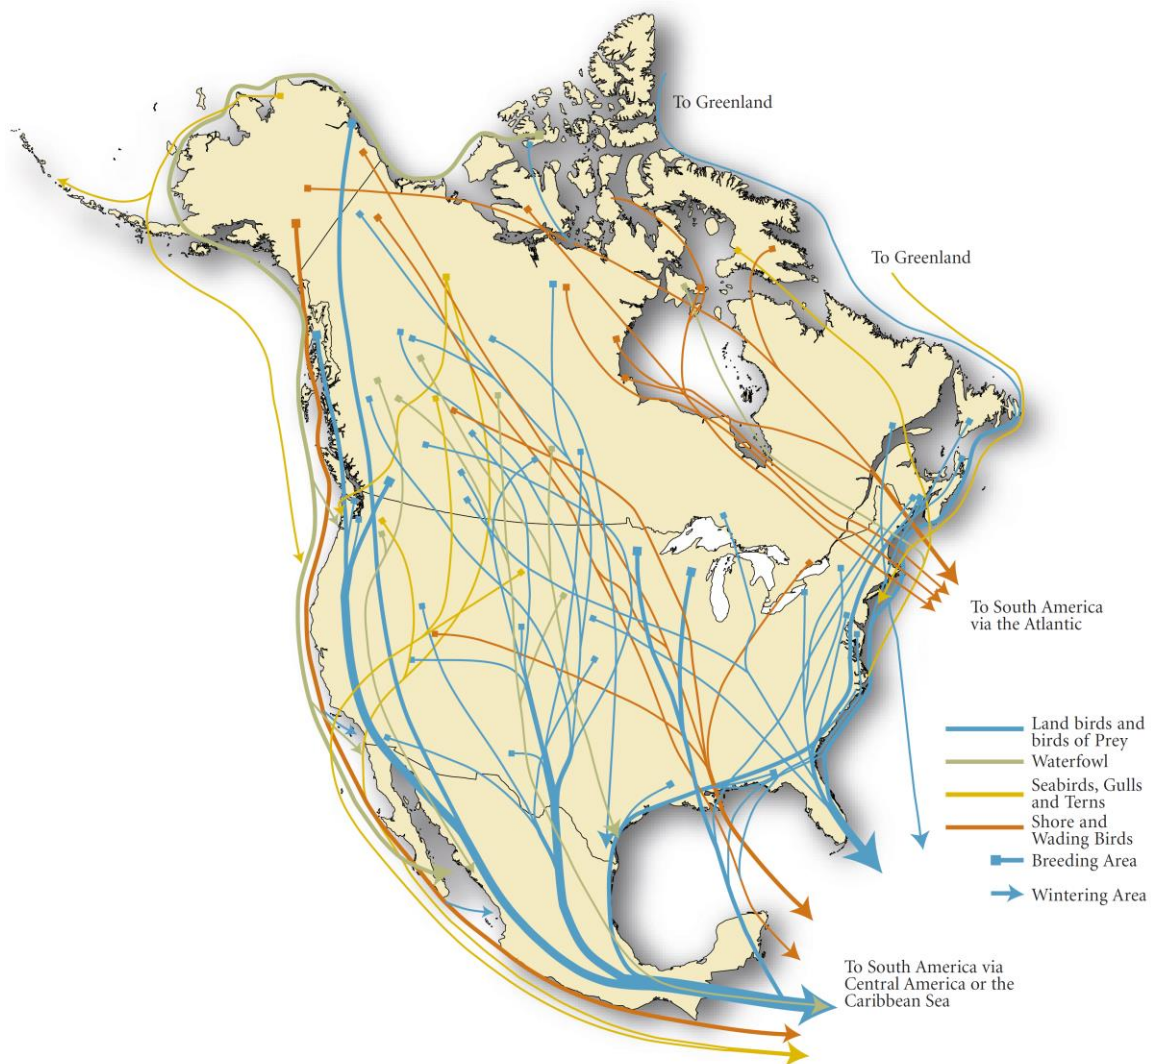 To Greenland
To Greenland
To South America
via the Atlantic
Land birds and
birds of Prey
Waterfowl
Seabirds, Gulls
and Terns
Shore and
Wading Birds
Breeding Area
Wintering Area
To South America via
Central America or the
Caribbean Sea